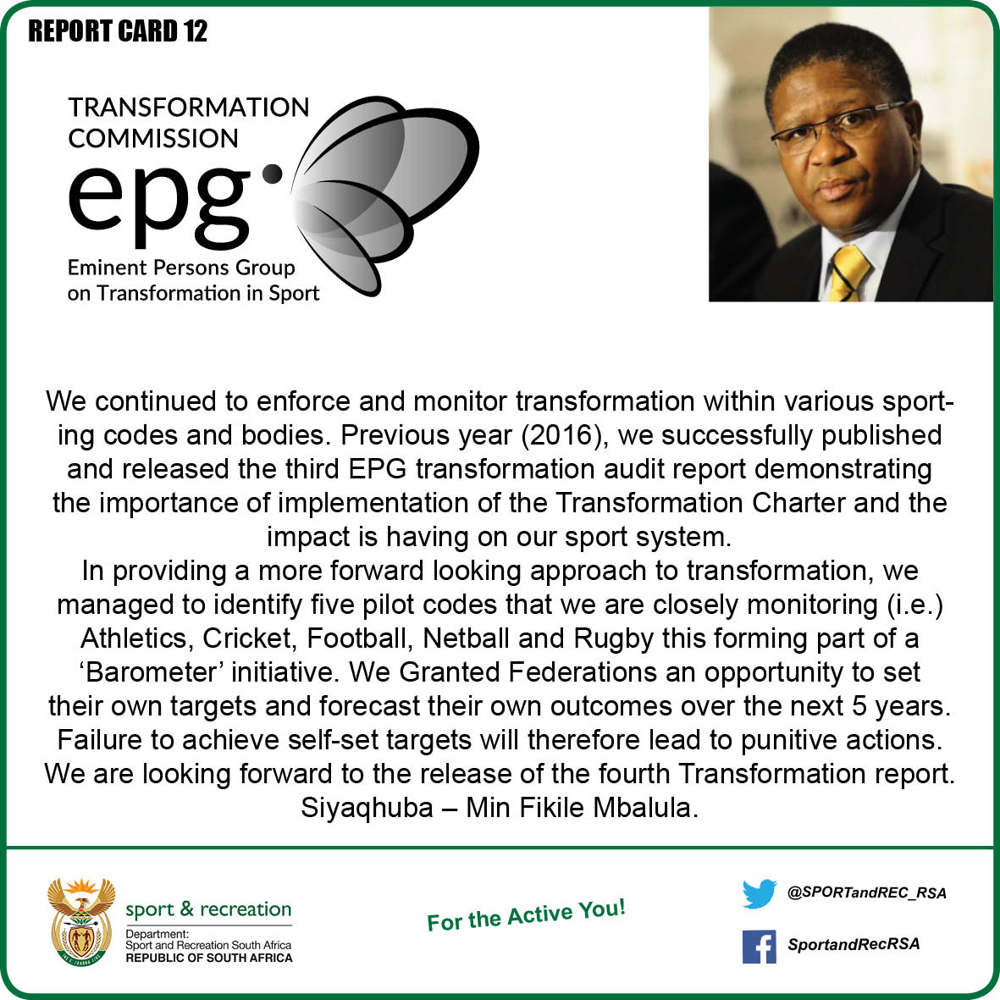 REPORT CARD 12
TRANSFORMATION
COMMISSION
epg
Eminent Persons Group
on Transformation in Sport
We continued to enforce and monitor transformation within various sport-
ing codes and bodies. Previous year (2016), we successfully published
and released the third EPG transformation audit report demonstrating
the importance of implementation of the Transformation Charter and the
impact is having on our sport system.
In providing a more forward looking approach to transformation, we
managed to identify five pilot codes that we are closely monitoring (i.e.)
Athletics, Cricket, Football, Netball and Rugby this forming part of a
‘Barometer’ initiative. We Granted Federations an opportunity to set
their own targets and forecast their own outcomes over the next 5 years.
Failure to achieve self-set targets will therefore lead to punitive actions.
We are looking forward to the release of the fourth Transformation report.
Siyaqhuba – Min Fikile Mbalula.
sport & recreation
Department:
Sport and Recreation South Africa
REPUBLIC OF SOUTH AFRICA
For the Active You!
@SPORTandREC_RSA
SportandRecRSA